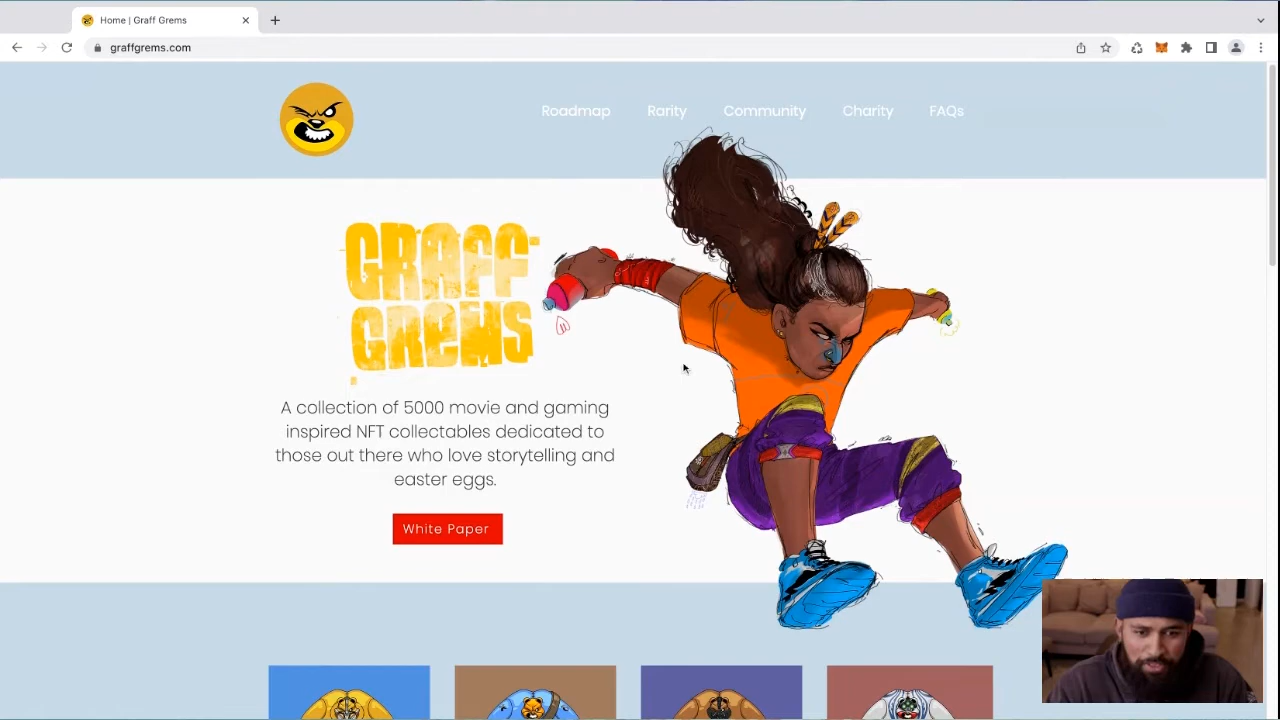 Home | Graff Grems
graffgrems.com
Roadmap
Rarity
Community
Charity
FAQs
GRAFF
GREMS
A collection of 5000 movie and gaming
inspired NFT collectables dedicated to
those out there who love storytelling and
easter eggs.
White Paper